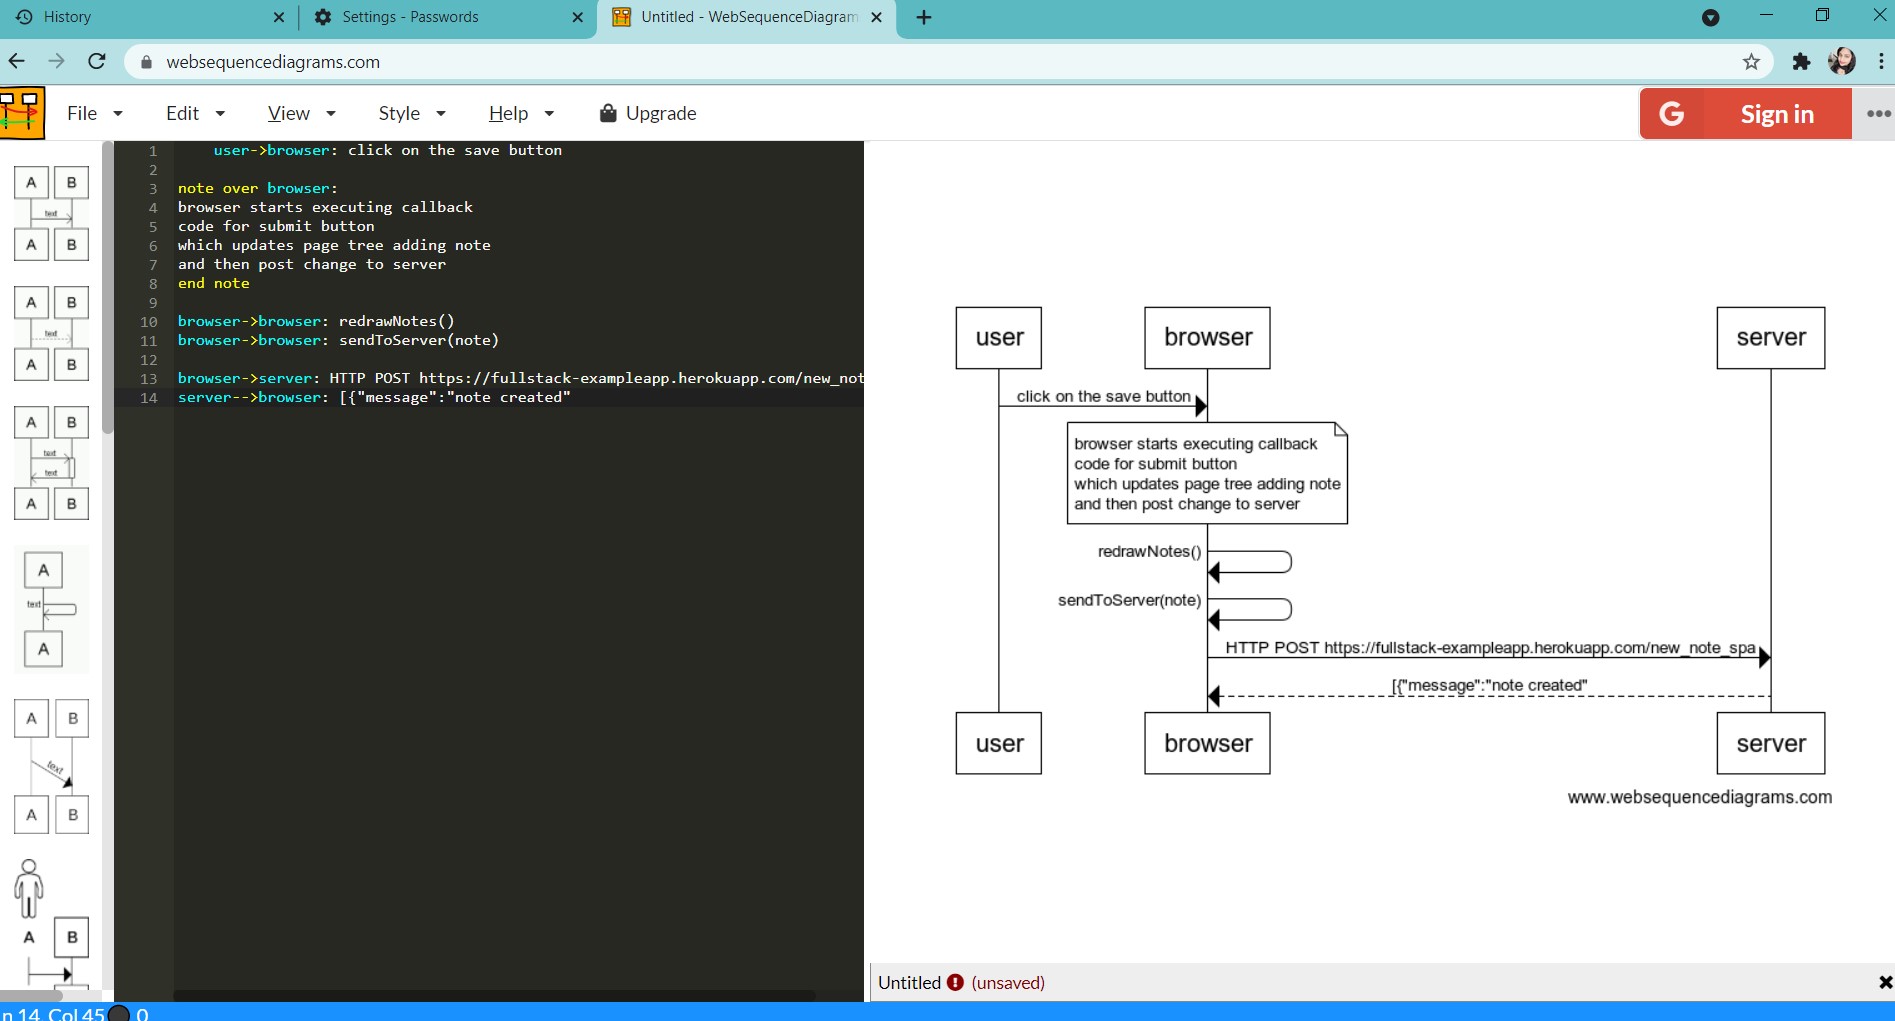 History
Settings - Passwords
Untitled - WebSequenceDiagram
websequencediagrams.com
File
Edit
View
Style
Help
Upgrade
G Sign in
A B
text
A B
A B
text
A B
A B
text
text
A B
A
text
A
A B
text
A B
A B
1 user->browser: click on the save button
2
3 note over browser:
4 browser starts executing callback
5 code for submit button
6 which updates page tree adding note
7 and then post change to server
8 end note
9
10 browser->browser: redrawNotes()
11 browser->browser: sendToServer(note)
12
13 browser->server: HTTP POST https://fullstack-exampleapp.herokuapp.com/new_not
14 server-->browser: [{"message":"note created"
user browser server
click on the save button
browser starts executing callback
code for submit button
which updates page tree adding note
and then post change to server
redrawNotes()
sendToServer(note)
HTTP POST https://fullstack-exampleapp.herokuapp.com/new_note_spa
[{"message":"note created"
user browser server
www.websequencediagrams.com
Untitled (unsaved)
n 14, Col 45 0